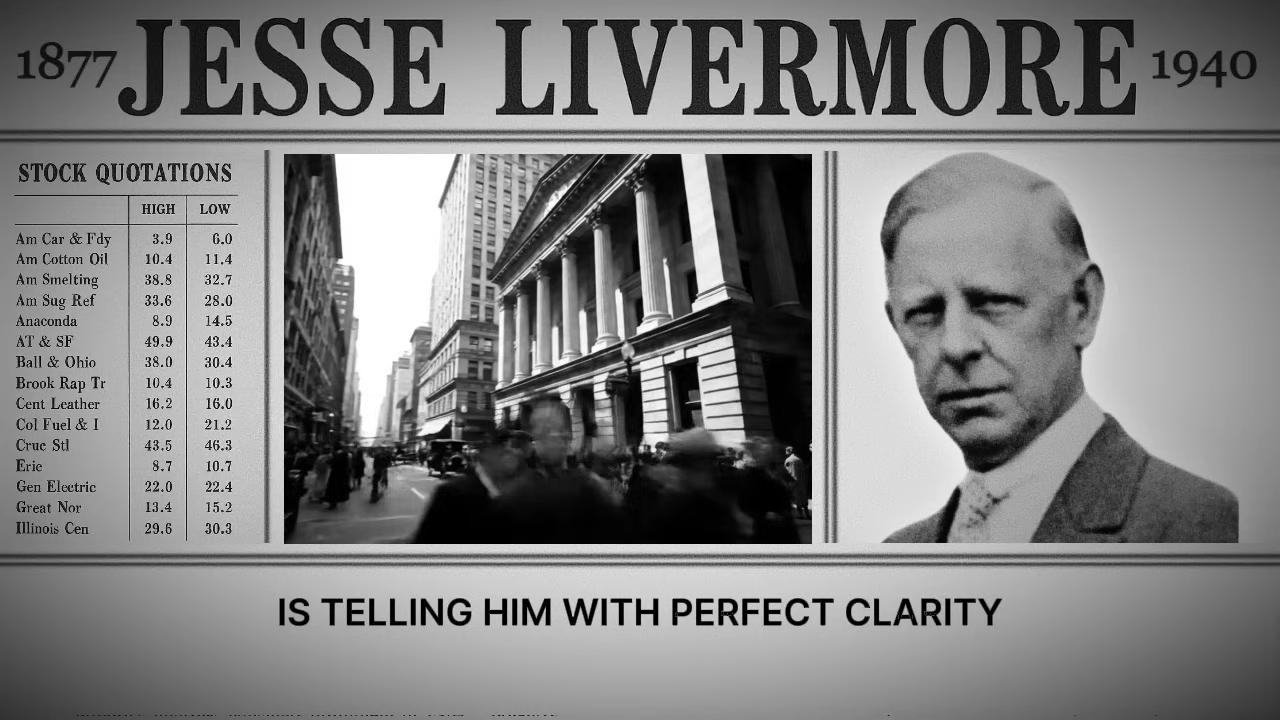 1877 JESSE LIVERMORE 1940
STOCK QUOTATIONS
HIGH LOW
Am Car & Fdy 3.9 6.0
Am Cotton Oil 10.4 11.4
Am Smelting 38.8 32.7
Am Sug Ref 33.6 28.0
Anaconda 8.9 14.5
AT & SF 49.9 43.4
Ball & Ohio 38.0 30.4
Brook Rap Tr 10.4 10.3
Cent Leather 16.2 16.0
Col Fuel & I 12.0 21.2
Cruc Stl 43.5 46.3
Erie 8.7 10.7
Gen Electric 22.0 22.4
Great Nor 13.4 15.2
Illinois Cen 29.6 30.3
IS TELLING HIM WITH PERFECT CLARITY